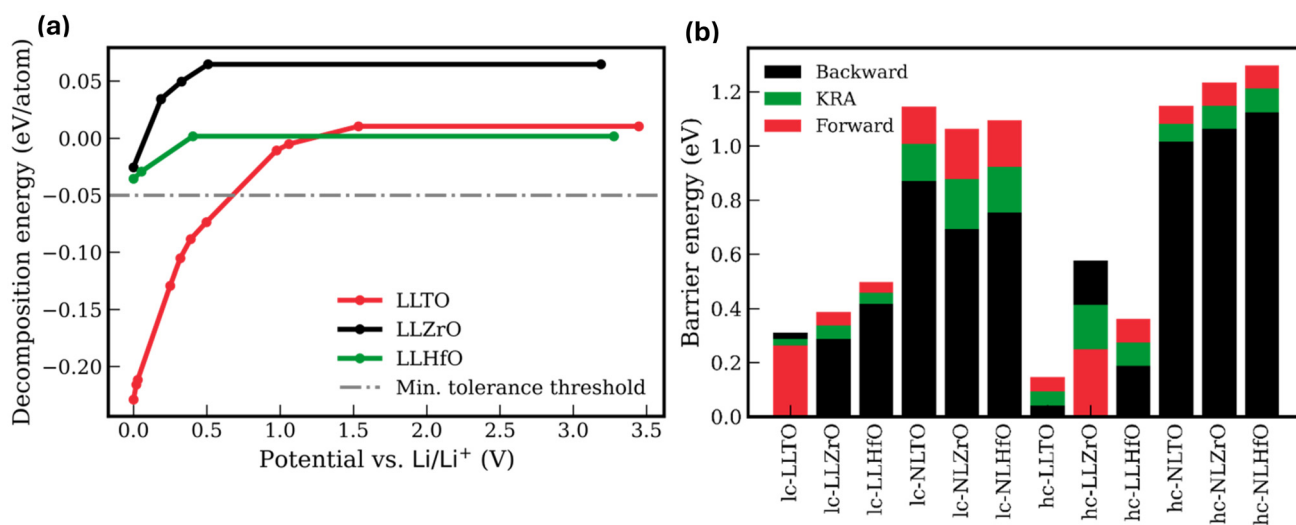 (a)
Decomposition energy (eV/atom)
0.05
0.00
−0.05
−0.10
−0.15
−0.20
LLTO
LLZrO
LLHfO
Min. tolerance threshold
0.0 0.5 1.0 1.5 2.0 2.5 3.0 3.5
Potential vs. Li/Li⁺ (V)
(b)
Barrier energy (eV)
1.2
1.0
0.8
0.6
0.4
0.2
0.0
Backward
KRA
Forward
lc-LLTO
lc-LLZrO
lc-LLHfO
lc-NLTO
lc-NLZrO
lc-NLHfO
hc-LLTO
hc-LLZrO
hc-LLHfO
hc-NLTO
hc-NLZrO
hc-NLHfO